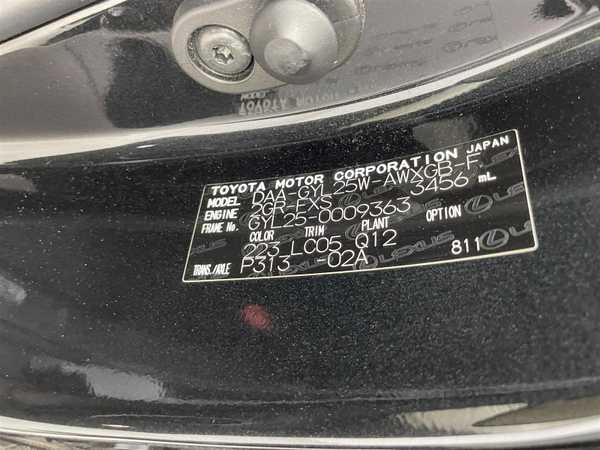 TOYOTA MOTOR CORPORATION JAPAN
MODEL DAA-GYL25W-AWXGB-F
ENGINE 2GR-FXS 3456 mL
FRAME No. GYL25-0009363
COLOR TRIM PLANT OPTION
223 LC05 Q12
TRANS./AXLE P313 -02A 811
LEXUS